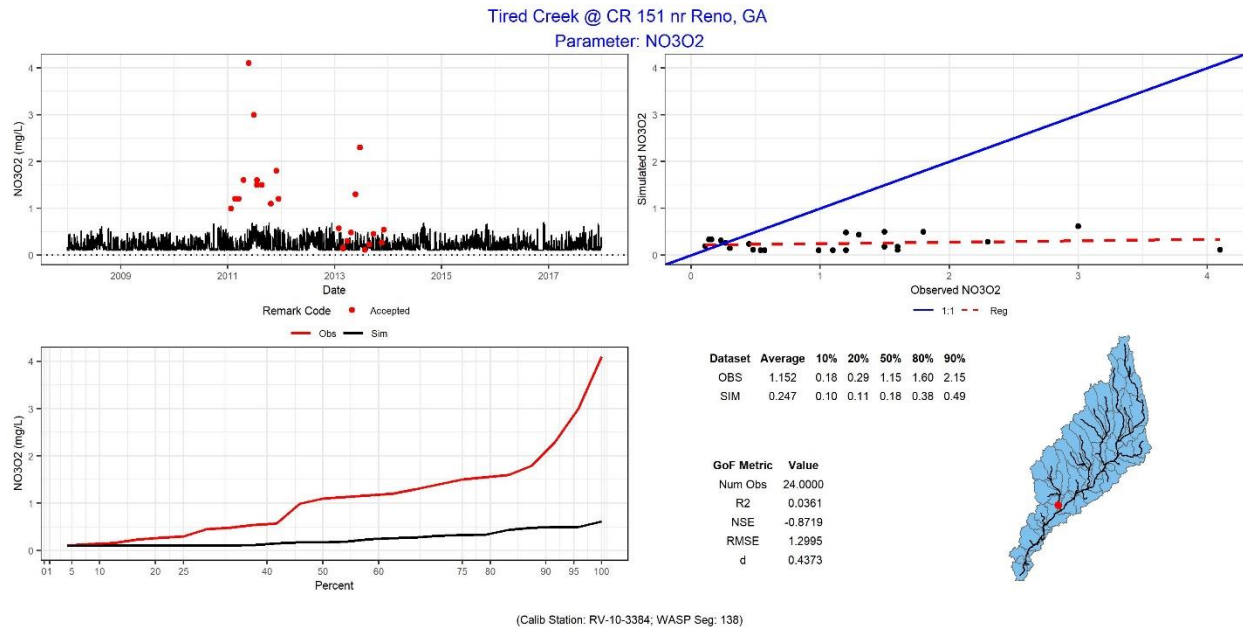 Tired Creek @ CR 151 nr Reno, GA
Parameter: NO3O2
NO3O2 (mg/L)
4
3
2
1
0
2009 2011 2013 2015 2017
Date
Remark Code Accepted
Simulated NO3O2
4
3
2
1
0
0 1 2 3 4
Observed NO3O2
1:1 Reg
Obs Sim
NO3O2 (mg/L)
4
3
2
1
0
0 1 5 10 20 25 40 50 60 75 80 90 95 100
Percent
Dataset Average 10% 20% 50% 80% 90%
OBS 1.152 0.18 0.29 1.15 1.60 2.15
SIM 0.247 0.10 0.11 0.18 0.38 0.49
GoF Metric Value
Num Obs 24.0000
R2 0.0361
NSE -0.8719
RMSE 1.2995
d 0.4373
(Calib Station: RV-10-3384; WASP Seg: 138)